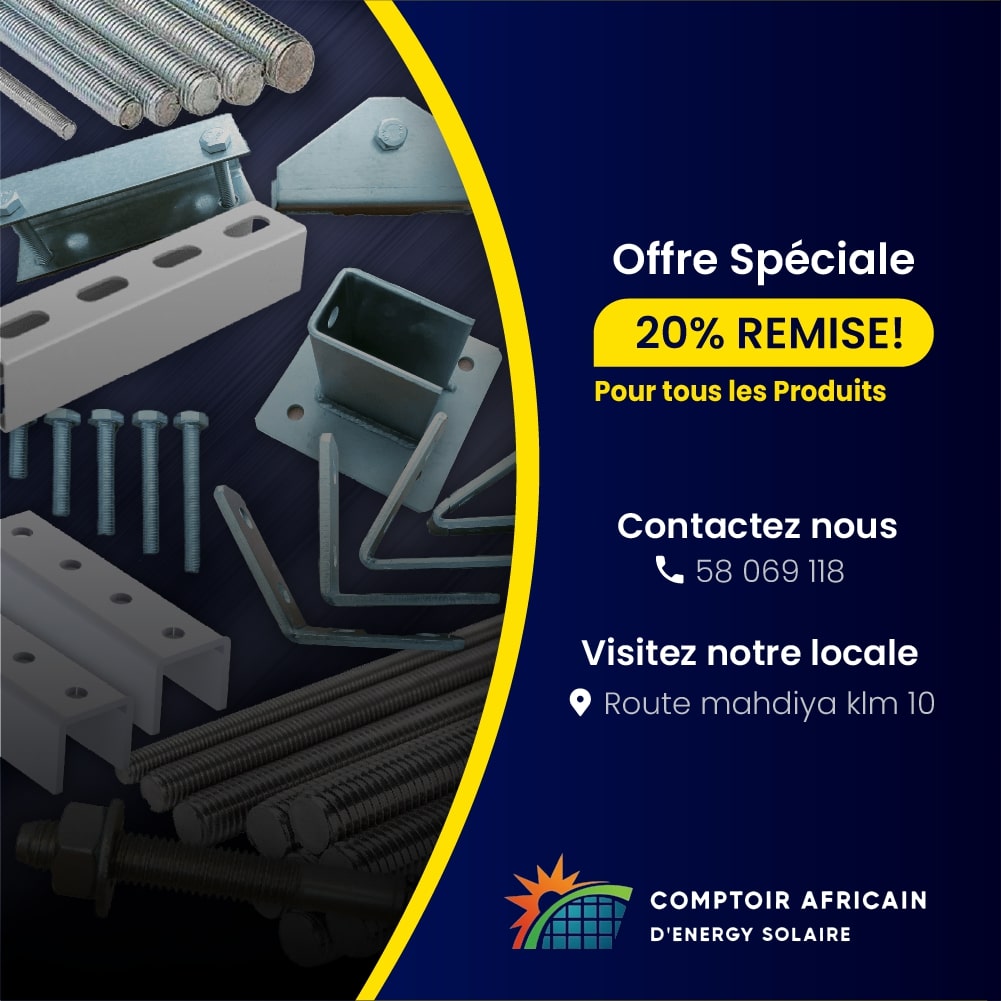 Offre Spéciale
20% REMISE!
Pour tous les Produits
Contactez nous
58 069 118
Visitez notre locale
Route mahdiya klm 10
COMPTOIR AFRICAIN
D'ENERGY SOLAIRE